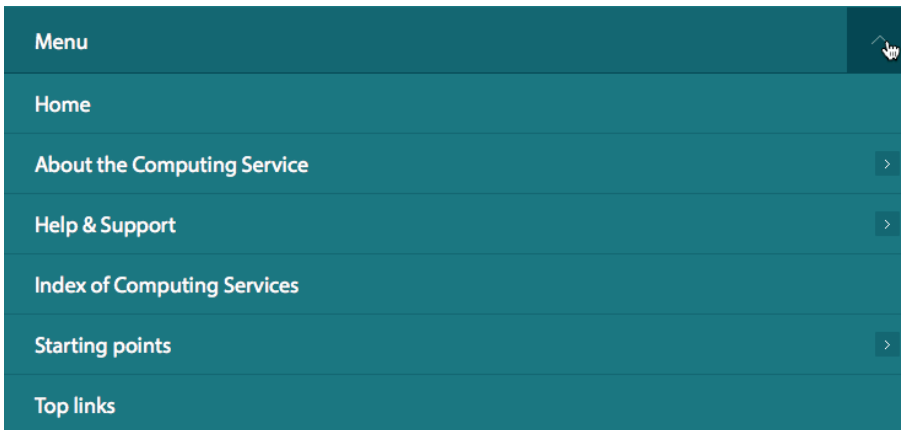 Menu
Home
About the Computing Service
Help & Support
Index of Computing Services
Starting points
Top links